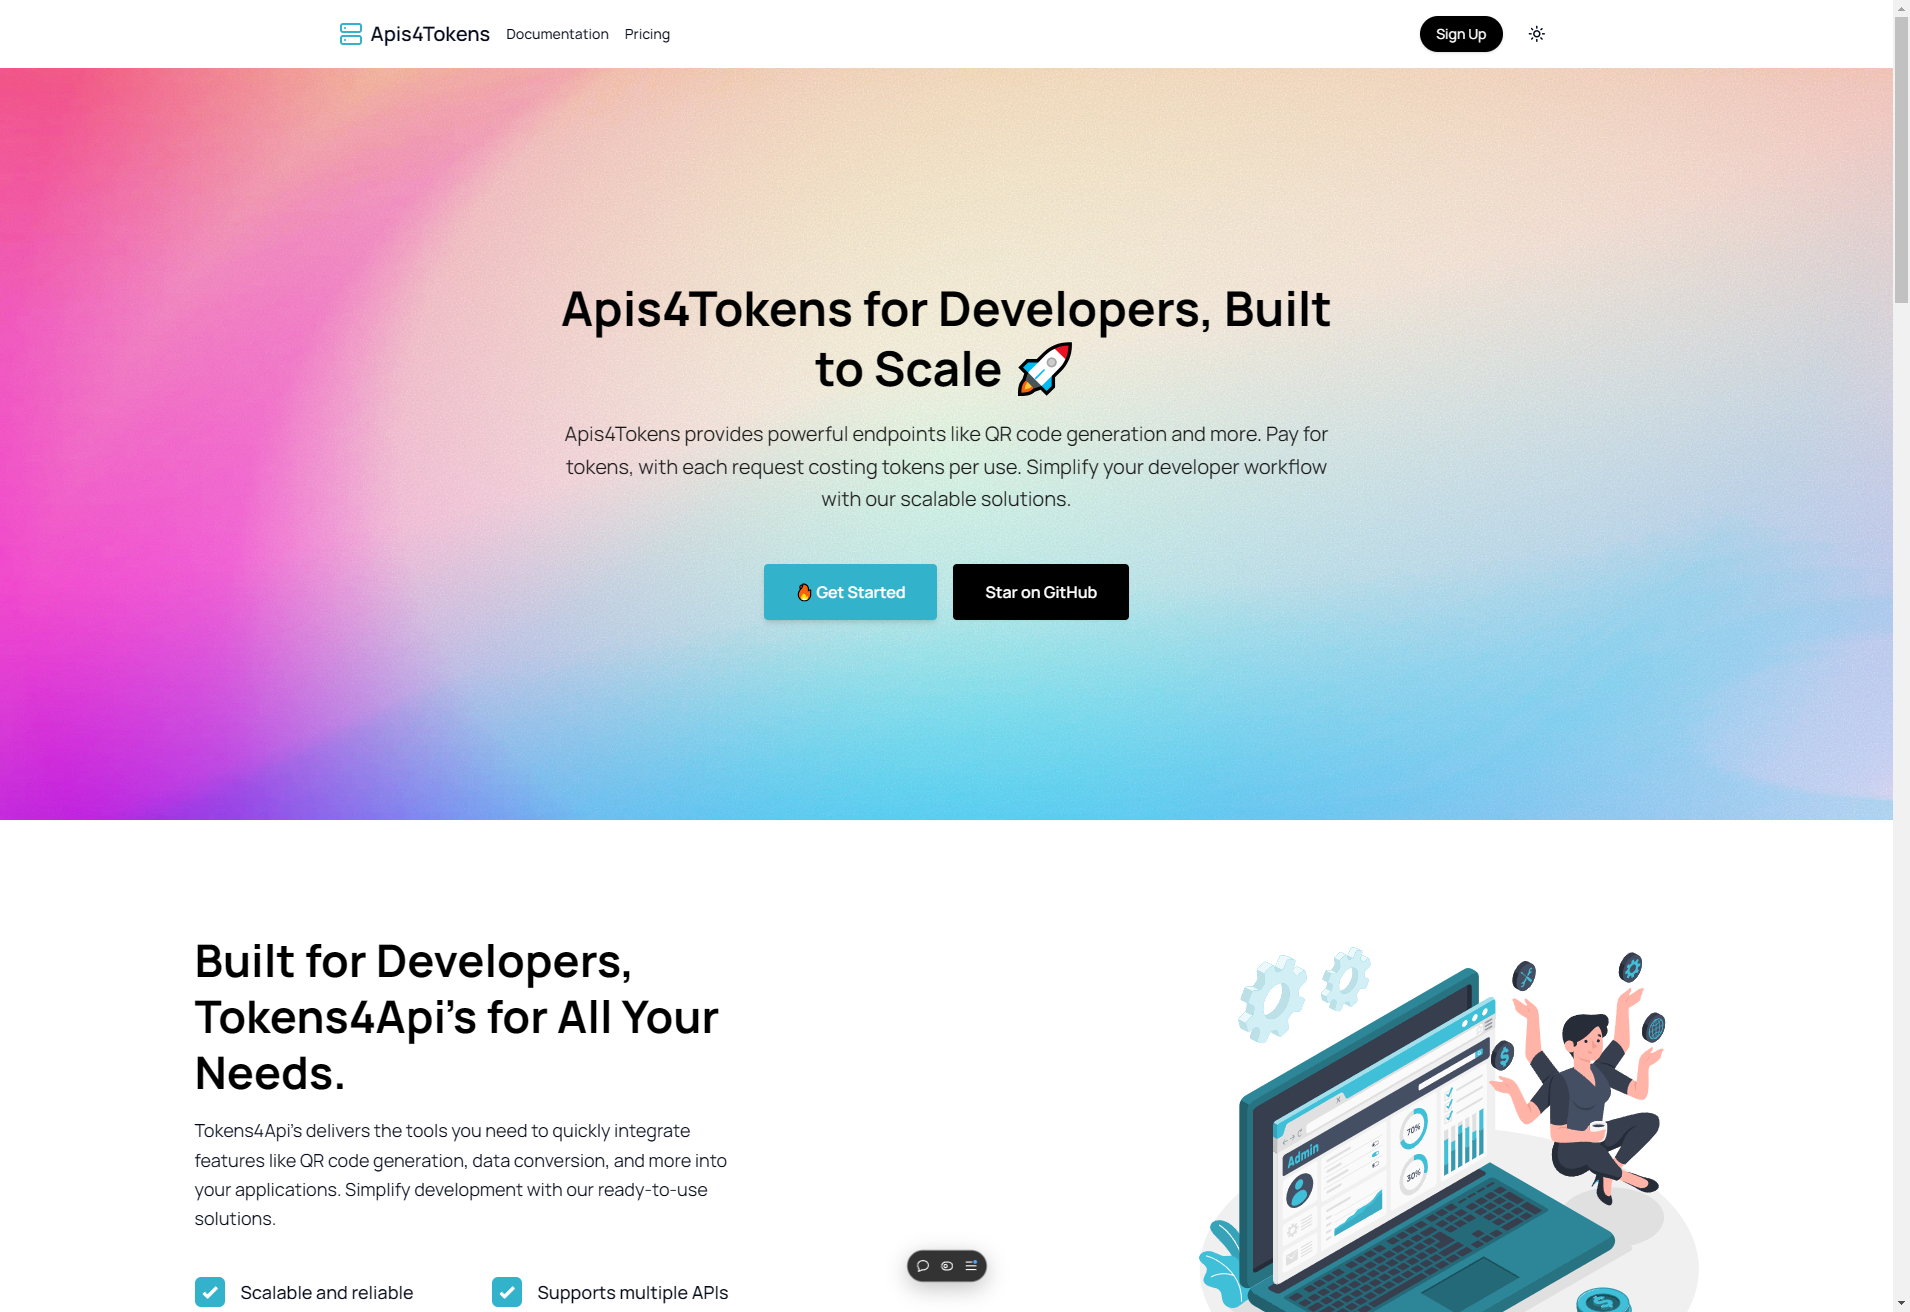 Apis4Tokens Documentation Pricing Sign Up
Apis4Tokens for Developers, Built
to Scale 🚀
Apis4Tokens provides powerful endpoints like QR code generation and more. Pay for
tokens, with each request costing tokens per use. Simplify your developer workflow
with our scalable solutions.
🔥 Get Started Star on GitHub
Built for Developers,
Tokens4Api's for All Your
Needs.
Tokens4Api's delivers the tools you need to quickly integrate
features like QR code generation, data conversion, and more into
your applications. Simplify development with our ready-to-use
solutions.
Scalable and reliable Supports multiple APIs
Admin
70%
30%